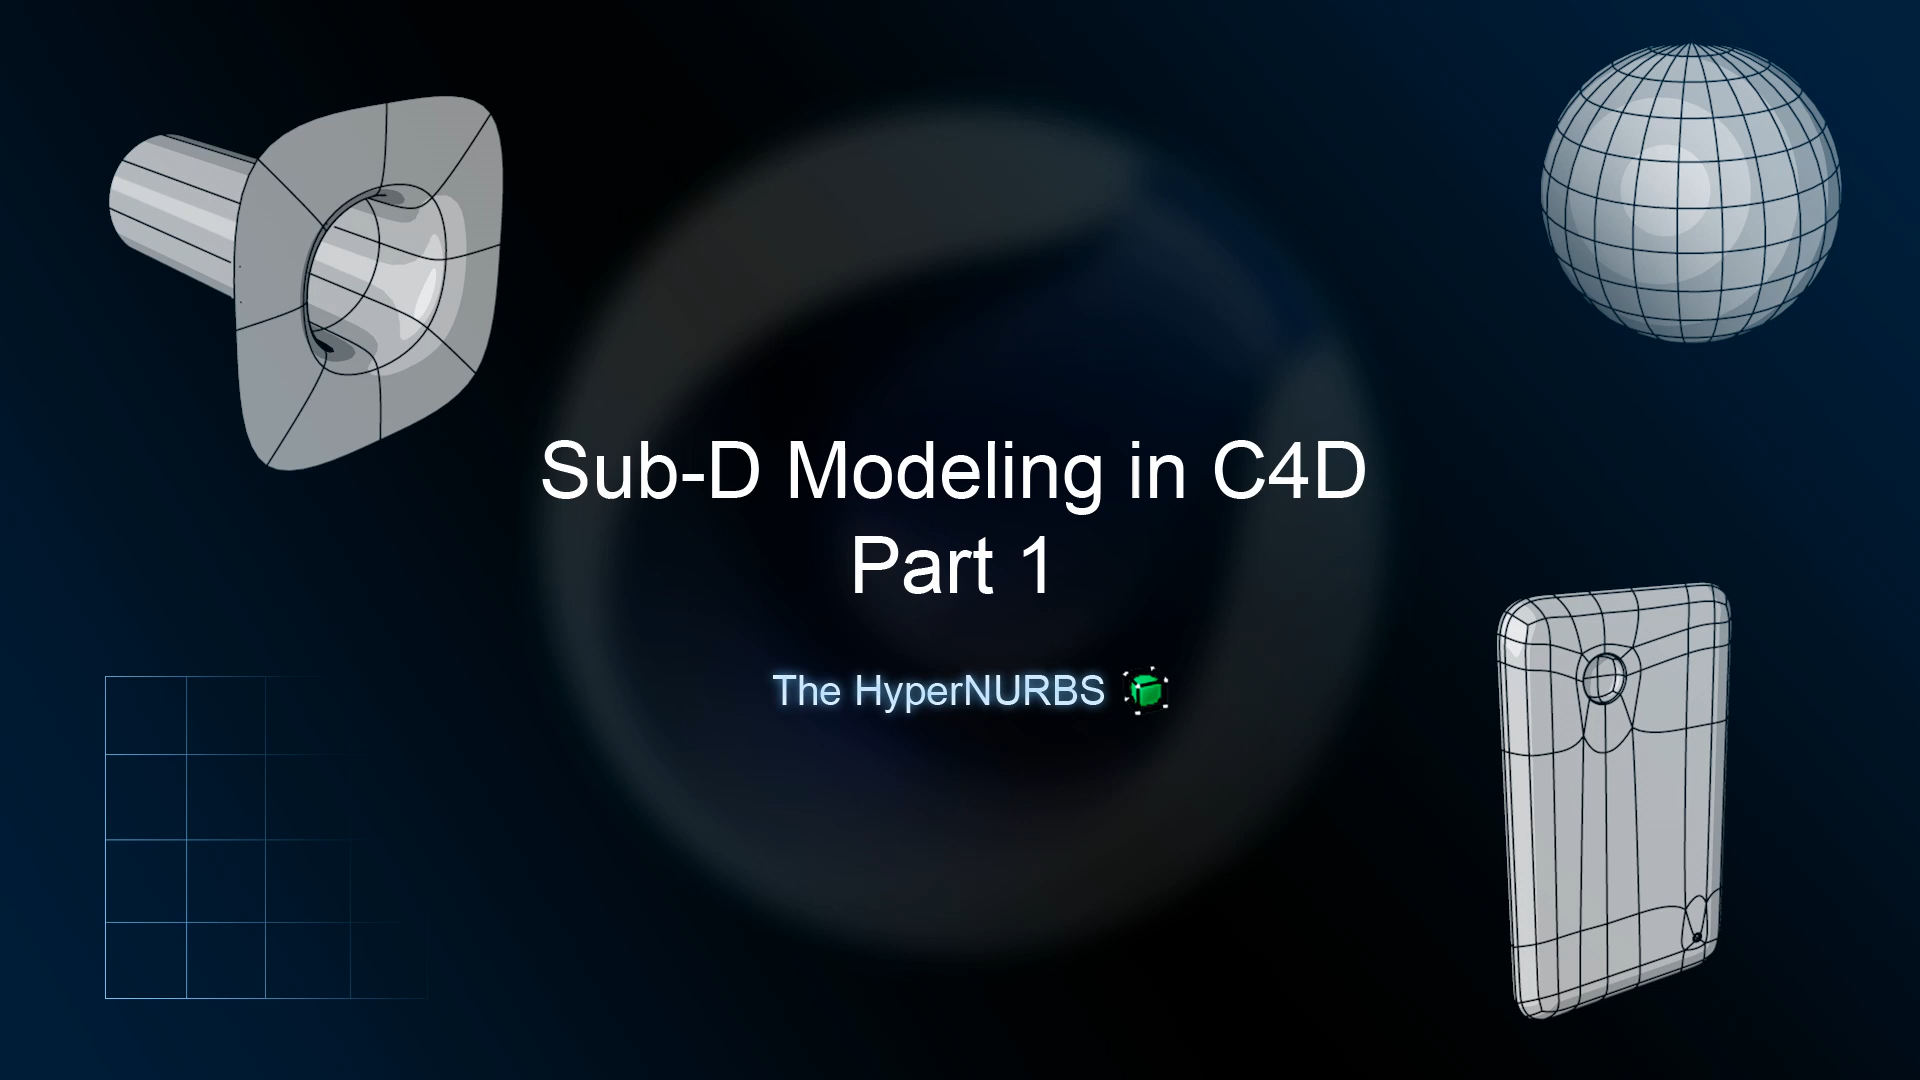 Sub-D Modeling in C4D
Part 1
The HyperNURBS